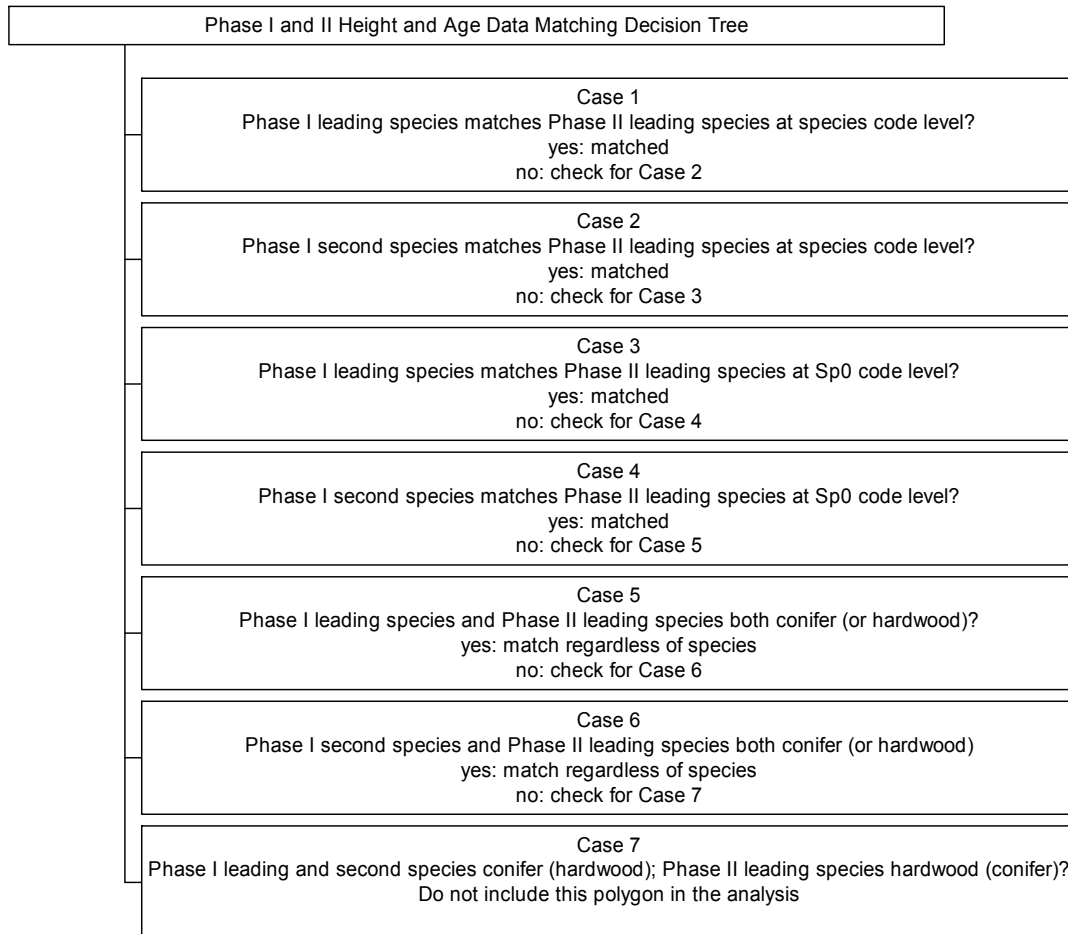 Phase I and II Height and Age Data Matching Decision Tree
Case 1
Phase I leading species matches Phase II leading species at species code level?
yes: matched
no: check for Case 2
Case 2
Phase I second species matches Phase II leading species at species code level?
yes: matched
no: check for Case 3
Case 3
Phase I leading species matches Phase II leading species at Sp0 code level?
yes: matched
no: check for Case 4
Case 4
Phase I second species matches Phase II leading species at Sp0 code level?
yes: matched
no: check for Case 5
Case 5
Phase I leading species and Phase II leading species both conifer (or hardwood)?
yes: match regardless of species
no: check for Case 6
Case 6
Phase I second species and Phase II leading species both conifer (or hardwood)
yes: match regardless of species
no: check for Case 7
Case 7
Phase I leading and second species conifer (hardwood); Phase II leading species hardwood (conifer)?
Do not include this polygon in the analysis